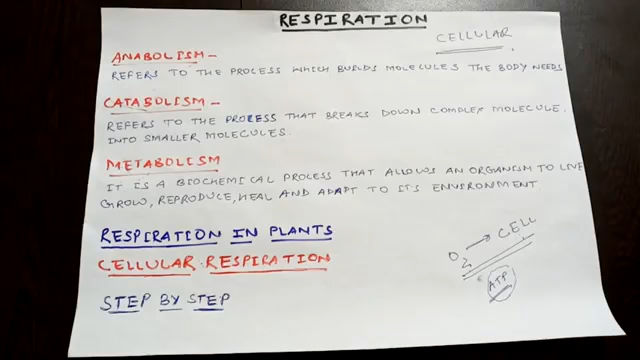 RESPIRATION
CELLULAR
ANABOLISM -
REFERS TO THE PROCESS WHICH BUILDS MOLECULES THE BODY NEEDS
CATABOLISM -
REFERS TO THE PROCESS THAT BREAKS DOWN COMPLEX MOLECULE
INTO SMALLER MOLECULES.
METABOLISM
IT IS A BIOCHEMICAL PROCESS THAT ALLOWS AN ORGANISM TO LIVE
GROW, REPRODUCE, HEAL AND ADAPT TO ITS ENVIRONMENT
RESPIRATION IN PLANTS
CELLULAR RESPIRATION
O2 → CELL
ATP
STEP BY STEP